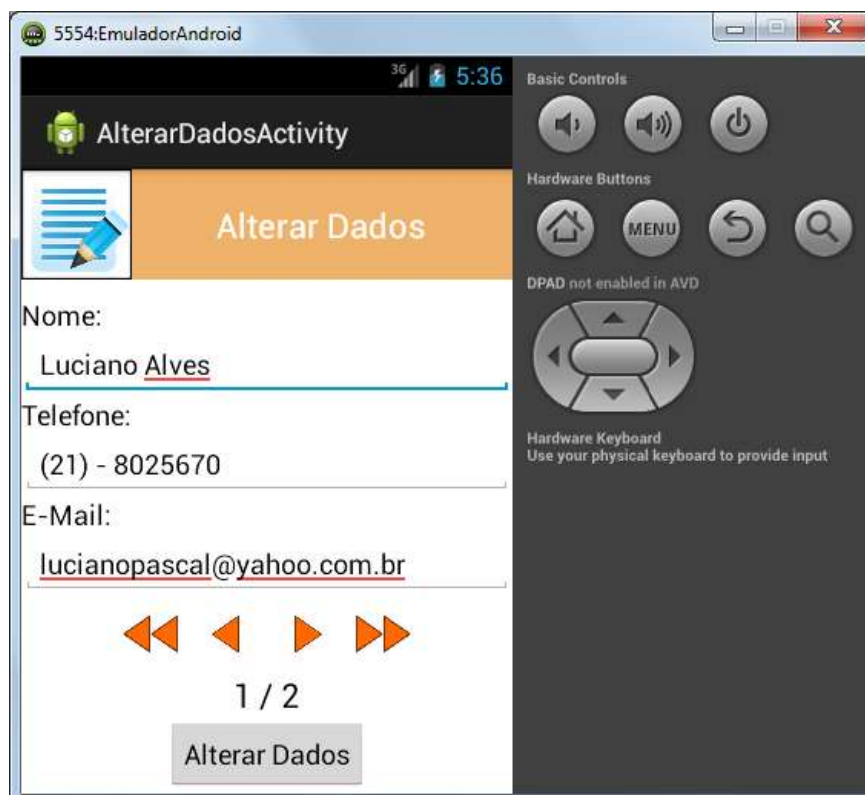 5554:EmuladorAndroid
3G 5:36
AlterarDadosActivity
Alterar Dados
Nome:
Luciano Alves
Telefone:
(21) - 8025670
E-Mail:
lucianopascal@yahoo.com.br
1 / 2
Alterar Dados
Basic Controls
Hardware Buttons
MENU
DPAD not enabled in AVD
Hardware Keyboard
Use your physical keyboard to provide input